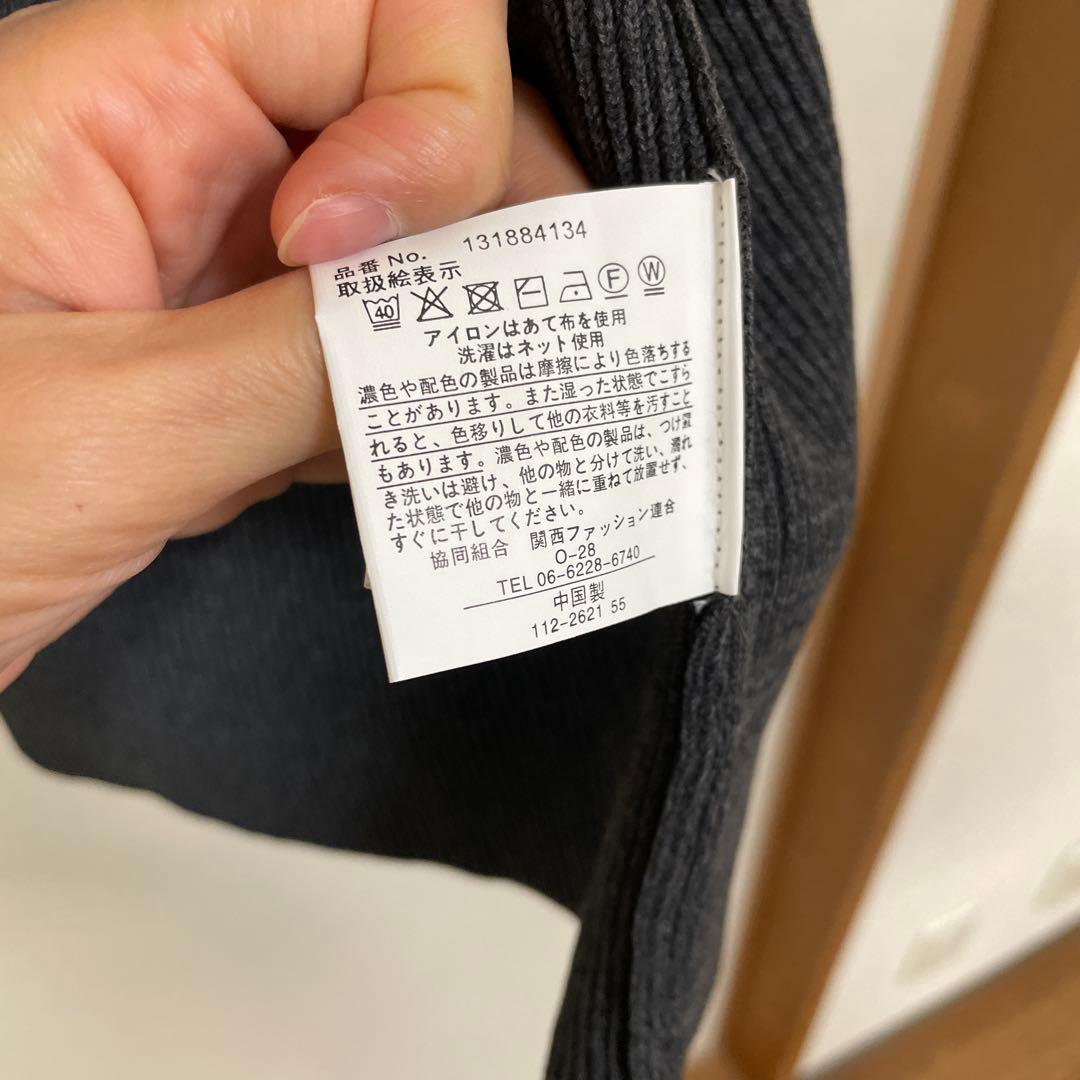 品番 No. 131884134
取扱絵表示
40 F W
アイロンはあて布を使用
洗濯はネット使用
濃色や配色の製品は摩擦により色落ちする
ことがあります。また湿った状態でこすら
れると、色移りして他の衣料等を汚すこと
もあります。濃色や配色の製品は、つけ置
き洗いは避け、他の物と分けて洗い、濡れ
た状態で他の物と一緒に重ねて放置せず、
すぐに干してください。
協同組合 関西ファッション連合
O-28
TEL 06-6228-6740
中国製
112-2621 55